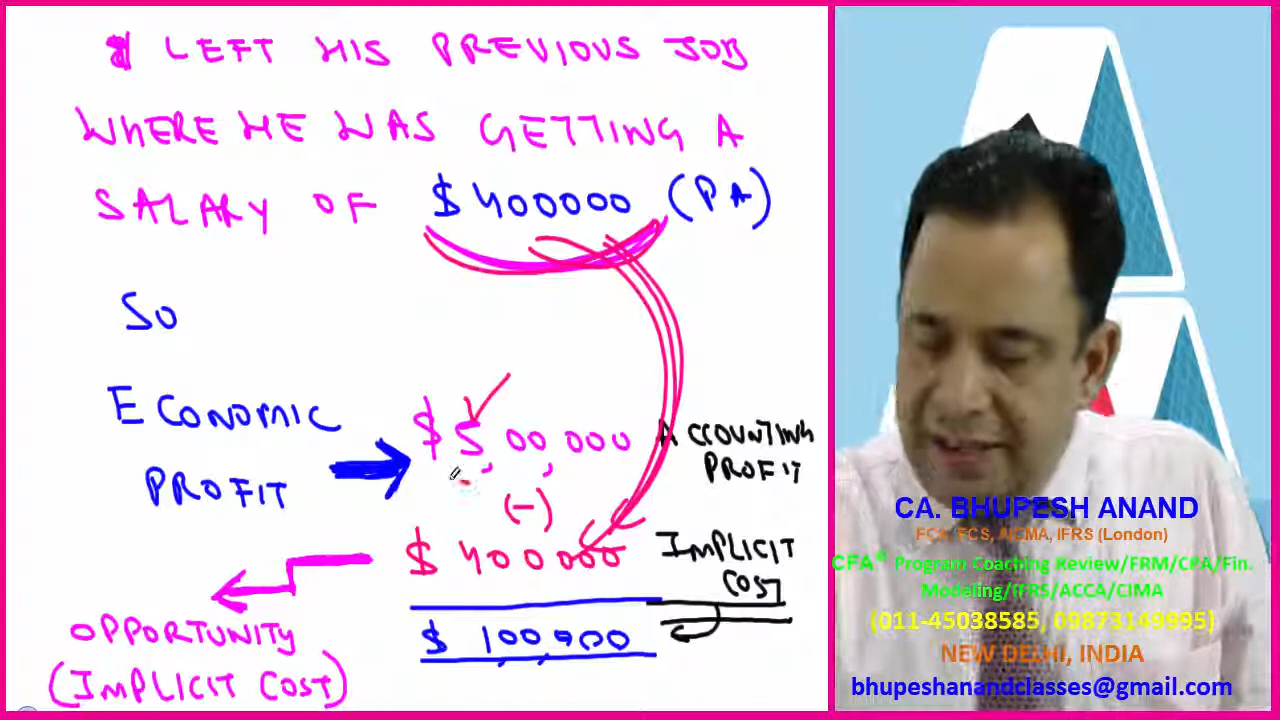 LEFT HIS PREVIOUS JOB
WHERE HE WAS GETTING A
SALARY OF $400000 (PA)
SO
ECONOMIC
PROFIT
$ 5,00,000
ACCOUNTING
PROFIT
(-)
$ 400000
IMPLICIT
COST
$ 100,000
OPPORTUNITY
(IMPLICIT COST)
CA. BHUPESH ANAND
FCA, FCS, AICMA, IFRS (London)
CFA® Program Coaching Review/FRM/CPA/Fin.
Modeling/IFRS/ACCA/CIMA
(011-45038585, 09873149995)
NEW DELHI, INDIA
bhupeshanandclasses@gmail.com